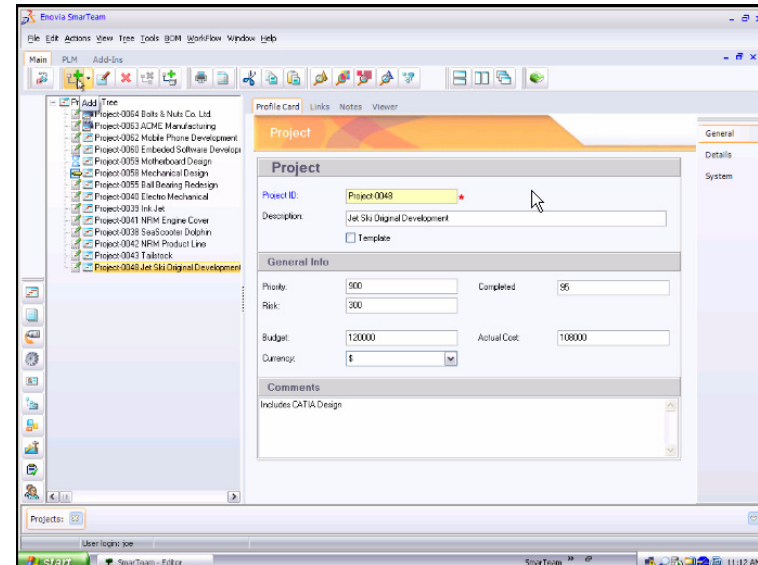 Enovia SmarTeam
File Edit Actions View Tree Tools BOM WorkFlow Window Help
Main PLM Add-Ins
Add
Tree
Project-0064 Bolts & Nuts Co. Ltd
Project-0063 ACME Manufacturing
Project-0062 Mobile Phone Development
Project-0060 Embeded Software Develop
Project-0059 Motherboard Design
Project-0058 Mechanical Design
Project-0055 Ball Bearing Redesign
Project-0040 Electro Mechanical
Project-0039 Ink Jet
Project-0041 NRM Engine Cover
Project-0038 SeaScooter Dolphin
Project-0042 NRM Product Line
Project-0043 Tailstock
Project-0048 Jet Ski Original Development
Profile Card Links Notes Viewer
Project
General
Details
System
Project
Project ID: Project-0048 *
Description: Jet Ski Original Development
Template
General Info
Priority: 900 Completed 95
Risk: 300
Budget: 120000 Actual Cost: 108000
Currency: $
Comments
Includes CATIA Design
Projects:
User login: joe
start SmarTeam - Editor SmarTeam » 11:12 AM